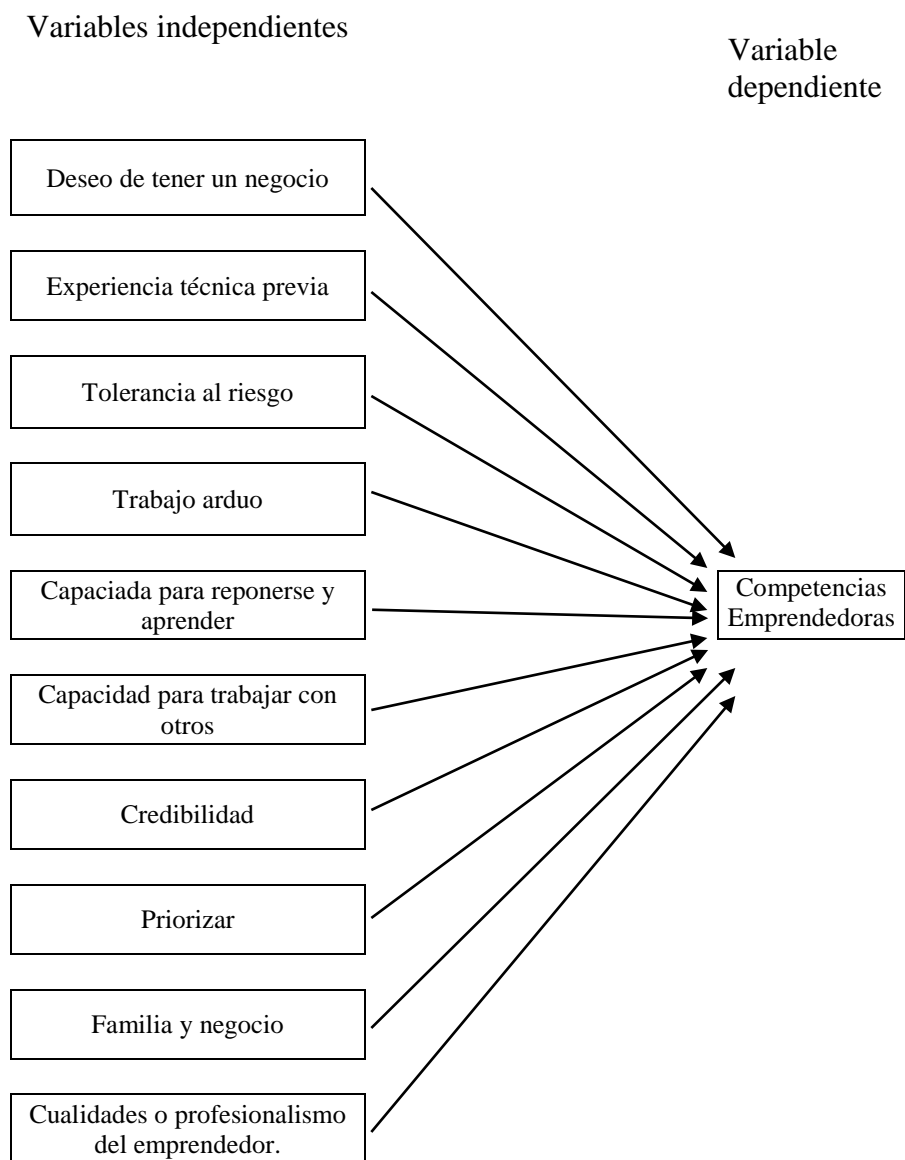 Variables independientes
Variable
dependiente
Deseo de tener un negocio
Experiencia técnica previa
Tolerancia al riesgo
Trabajo arduo
Capaciada para reponerse y
aprender
Capacidad para trabajar con
otros
Credibilidad
Priorizar
Familia y negocio
Cualidades o profesionalismo
del emprendedor.
Competencias
Emprendedoras